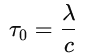 τ₀ = λ/c